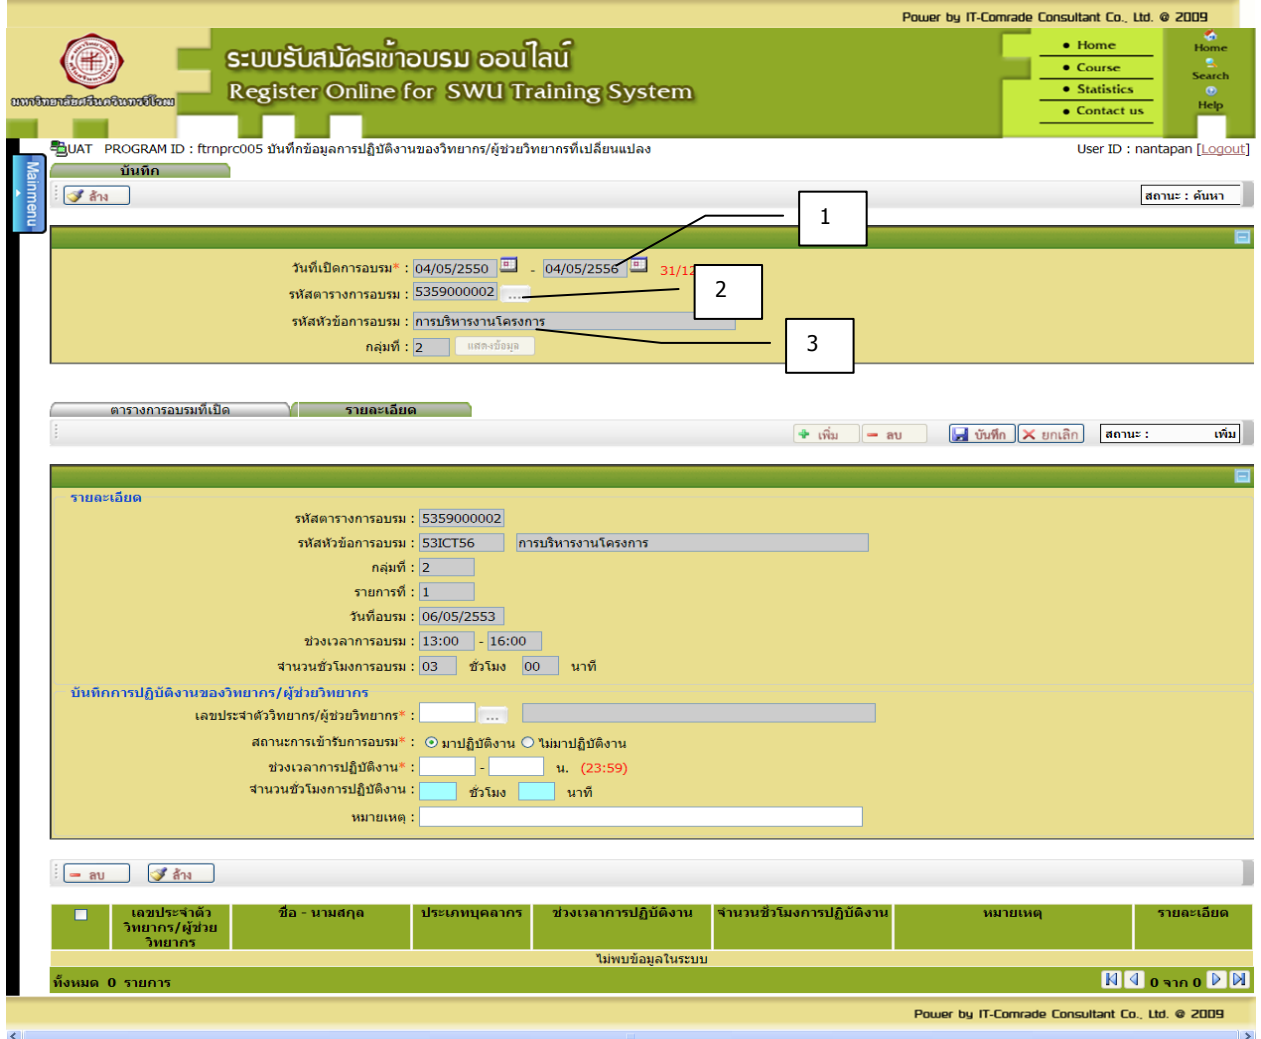 Power by IT-Comrade Consultant Co., Ltd. @ 2009
ระบบรับสมัครเข้าอบรม ออนไลน์
Register Online for SWU Training System
มหาวิทยาลัยศรีนครินทรวิโรฒ
• Home
• Course
• Statistics
• Contact us
Home
Search
Help
UAT PROGRAM ID : ftrnprc005 บันทึกข้อมูลการปฏิบัติงานของวิทยากร/ผู้ช่วยวิทยากรที่เปลี่ยนแปลง
User ID : nantapan [Logout]
Mainmenu
บันทึก
ล้าง
สถานะ : ค้นหา
1
วันที่เปิดการอบรม* : 04/05/2550 - 04/05/2556 31/12
2
รหัสตารางการอบรม : 5359000002 ...
รหัสหัวข้อการอบรม : การบริหารงานโครงการ
3
กลุ่มที่ : 2 แสดงข้อมูล
ตารางการอบรมที่เปิด รายละเอียด
เพิ่ม ลบ บันทึก ยกเลิก สถานะ : เพิ่ม
รายละเอียด
รหัสตารางการอบรม : 5359000002
รหัสหัวข้อการอบรม : 53ICT56 การบริหารงานโครงการ
กลุ่มที่ : 2
รายการที่ : 1
วันที่อบรม : 06/05/2553
ช่วงเวลาการอบรม : 13:00 - 16:00
จำนวนชั่วโมงการอบรม : 03 ชั่วโมง 00 นาที
บันทึกการปฏิบัติงานของวิทยากร/ผู้ช่วยวิทยากร
เลขประจำตัววิทยากร/ผู้ช่วยวิทยากร* : ...
สถานะการเข้ารับการอบรม* : มาปฏิบัติงาน ไม่มาปฏิบัติงาน
ช่วงเวลาการปฏิบัติงาน* : - น. (23:59)
จำนวนชั่วโมงการปฏิบัติงาน : ชั่วโมง นาที
หมายเหตุ :
ลบ ล้าง
เลขประจำตัว
วิทยากร/ผู้ช่วย
วิทยากร
ชื่อ - นามสกุล ประเภทบุคลากร ช่วงเวลาการปฏิบัติงาน จำนวนชั่วโมงการปฏิบัติงาน หมายเหตุ รายละเอียด
ไม่พบข้อมูลในระบบ
ทั้งหมด 0 รายการ
0 จาก 0
Power by IT-Comrade Consultant Co., Ltd. @ 2009